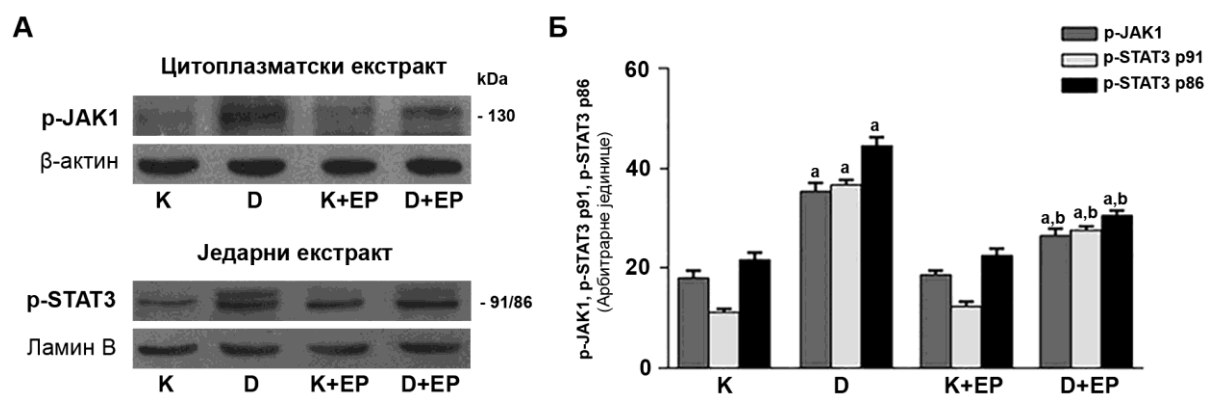 А
Цитоплазматски екстракт
kDa
p-JAK1
- 130
β-актин
K D K+EP D+EP
Једарни екстракт
p-STAT3
- 91/86
Ламин B
K D K+EP D+EP
Б
p-JAK1
p-STAT3 p91
p-STAT3 p86
p-JAK1, p-STAT3 p91, p-STAT3 p86
(Арбитрарне јединице)
60
40
20
0
a a a
a,b a,b a,b
K D K+EP D+EP